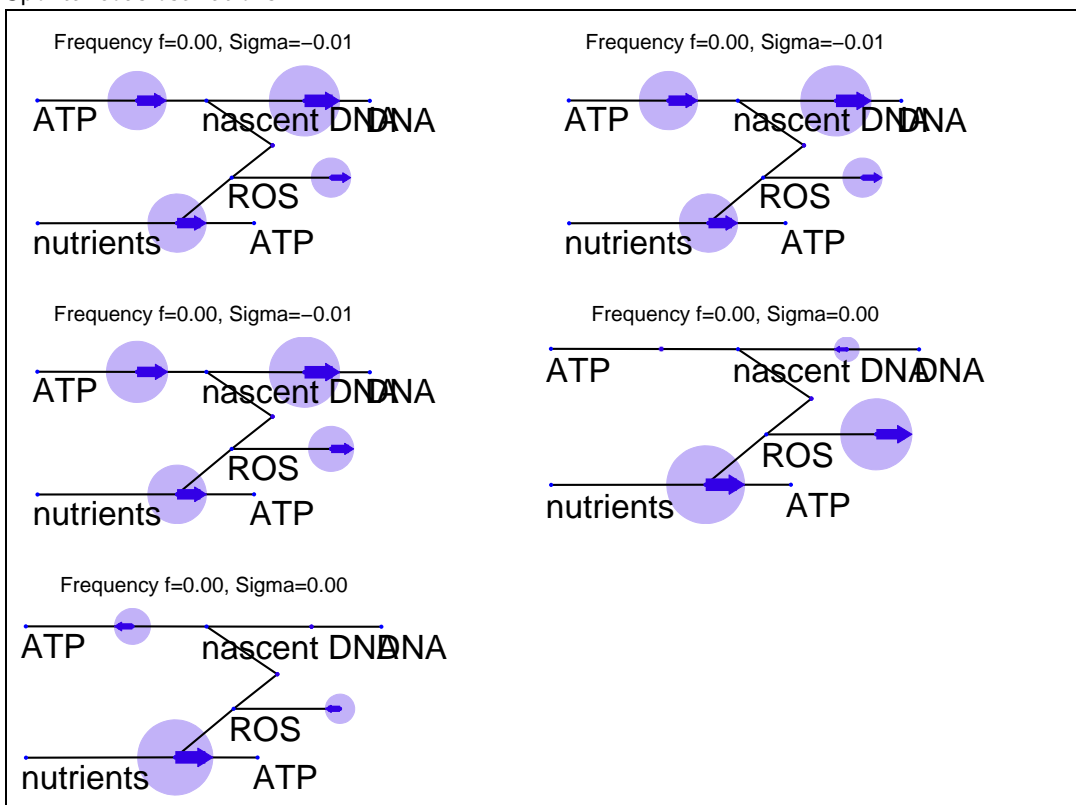 Frequency f=0.00, Sigma=−0.01
ATP nascent DNA DNA
ROS
nutrients ATP
Frequency f=0.00, Sigma=−0.01
ATP nascent DNA DNA
ROS
nutrients ATP
Frequency f=0.00, Sigma=−0.01
ATP nascent DNA DNA
ROS
nutrients ATP
Frequency f=0.00, Sigma=0.00
ATP nascent DNA DNA
ROS
nutrients ATP
Frequency f=0.00, Sigma=0.00
ATP nascent DNA DNA
ROS
nutrients ATP